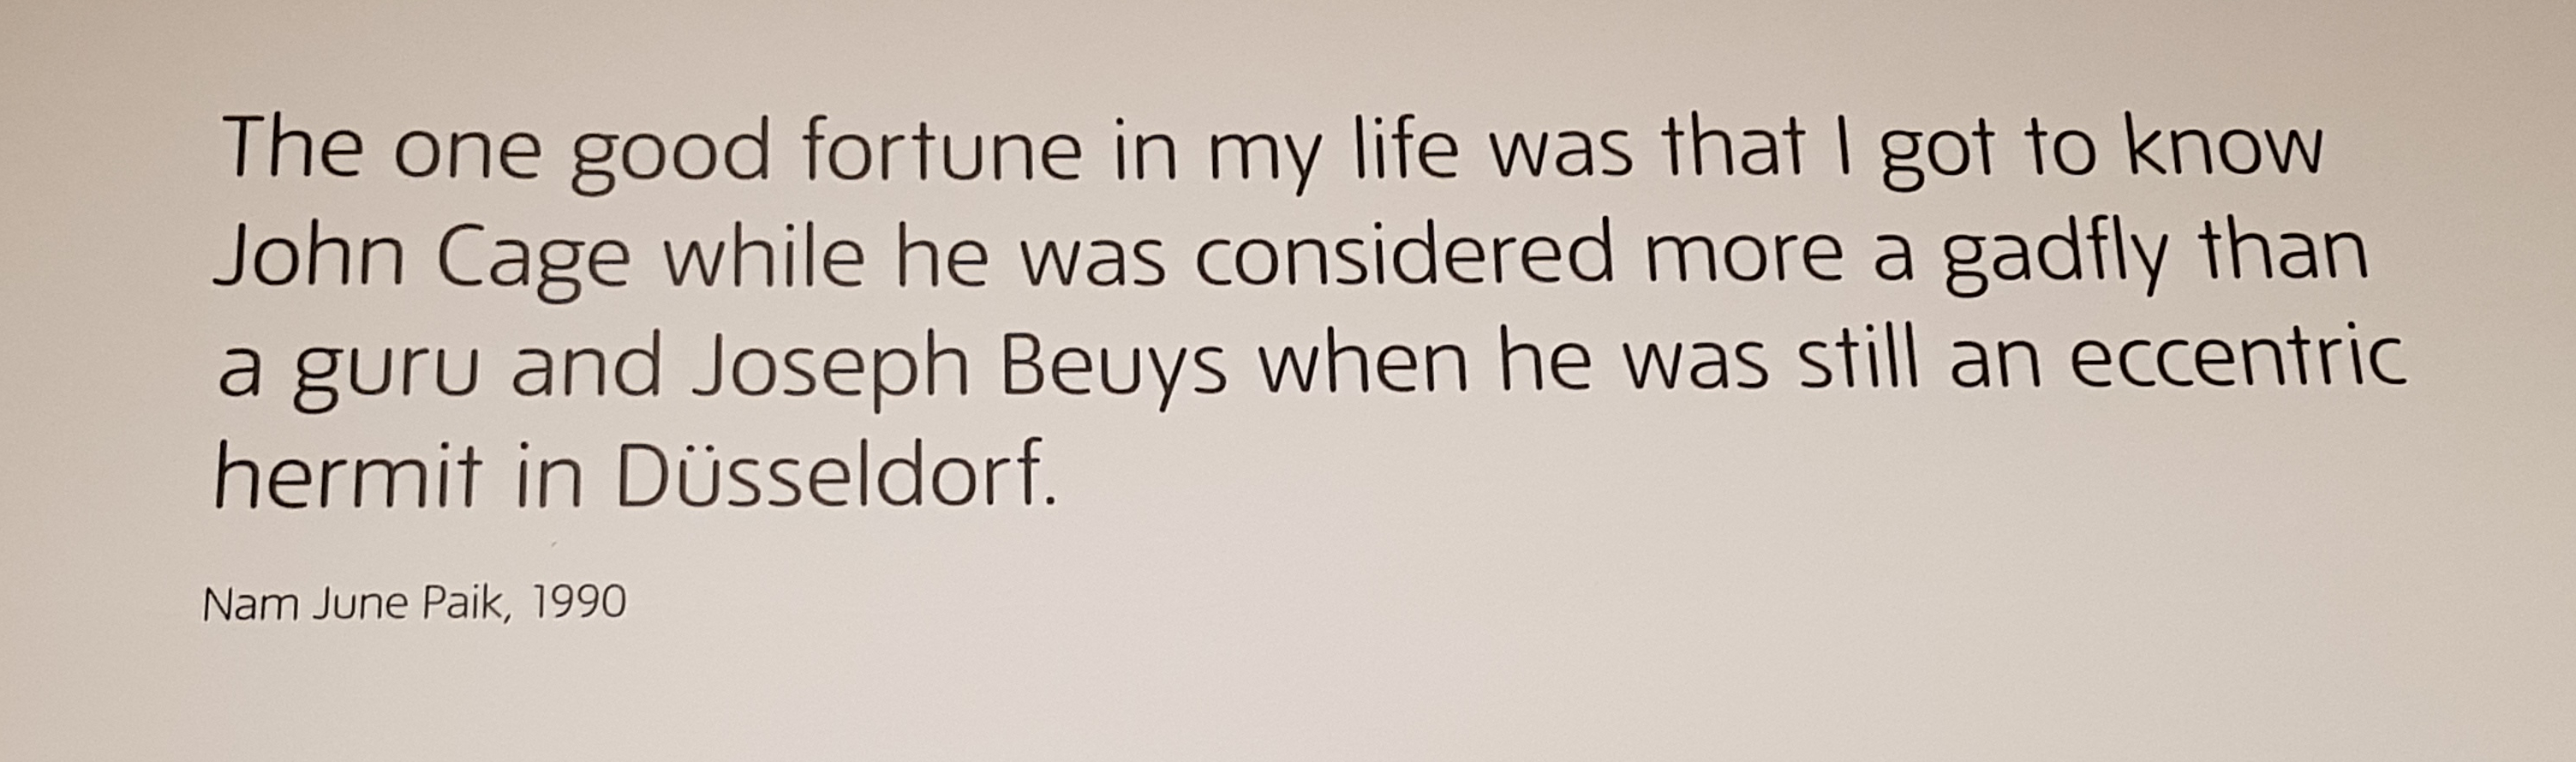 The one good fortune in my life was that I got to know
John Cage while he was considered more a gadfly than
a guru and Joseph Beuys when he was still an eccentric
hermit in Düsseldorf.
Nam June Paik, 1990